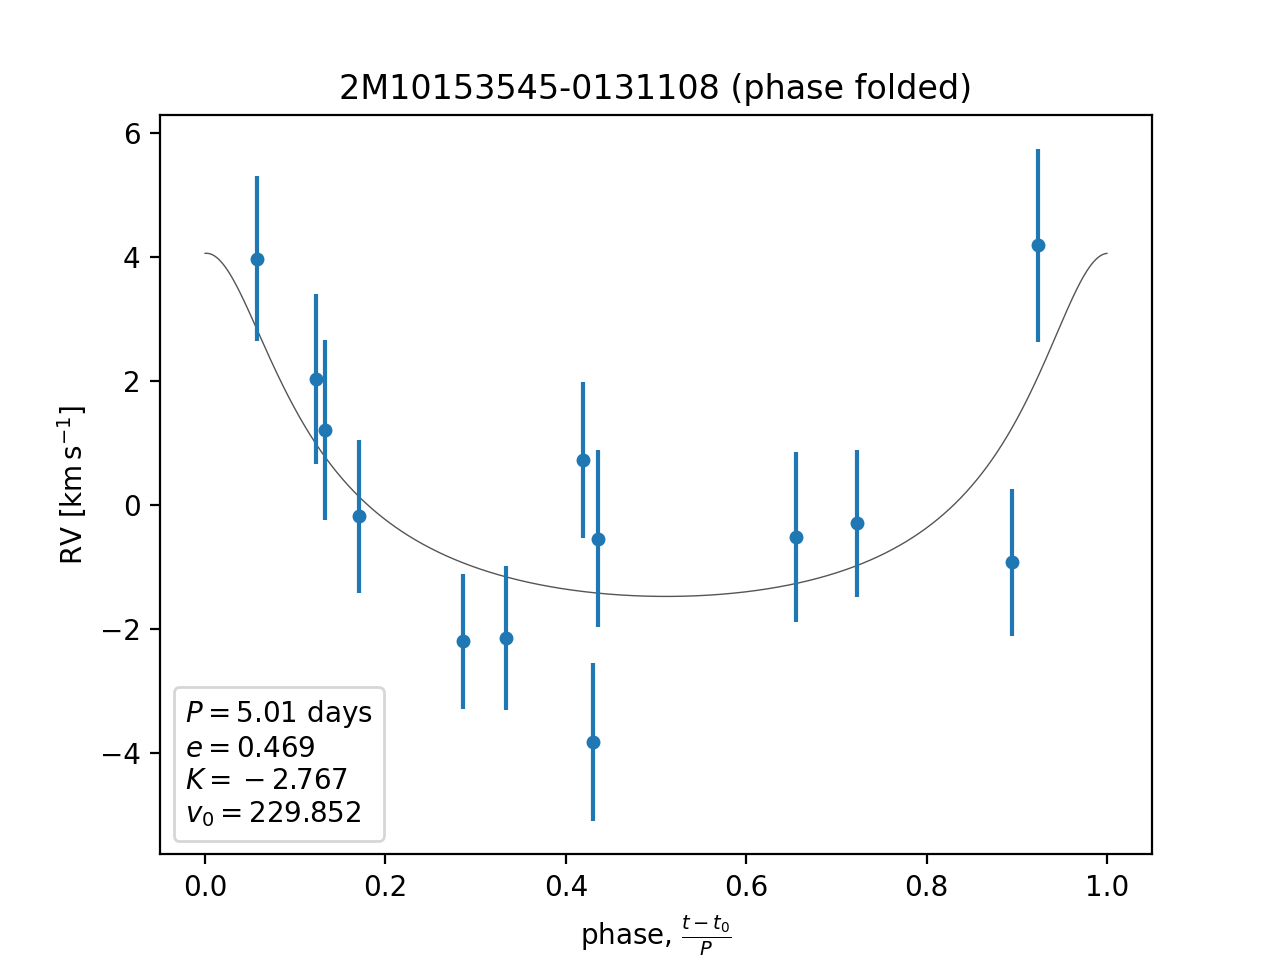 2M10153545-0131108 (phase folded)
6
4
2
0
−2
−4
RV [km s⁻¹]
P = 5.01 days
e = 0.469
K = −2.767
v₀ = 229.852
0.0 0.2 0.4 0.6 0.8 1.0
phase, (t − t₀)/P